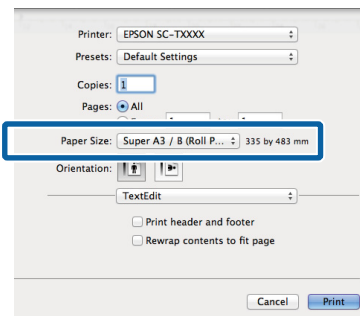 Printer: EPSON SC-TXXXX
Presets: Default Settings
Copies: 1
Pages: All
Paper Size: Super A3 / B (Roll P... 335 by 483 mm
Orientation:
TextEdit
Print header and footer
Rewrap contents to fit page
Cancel Print